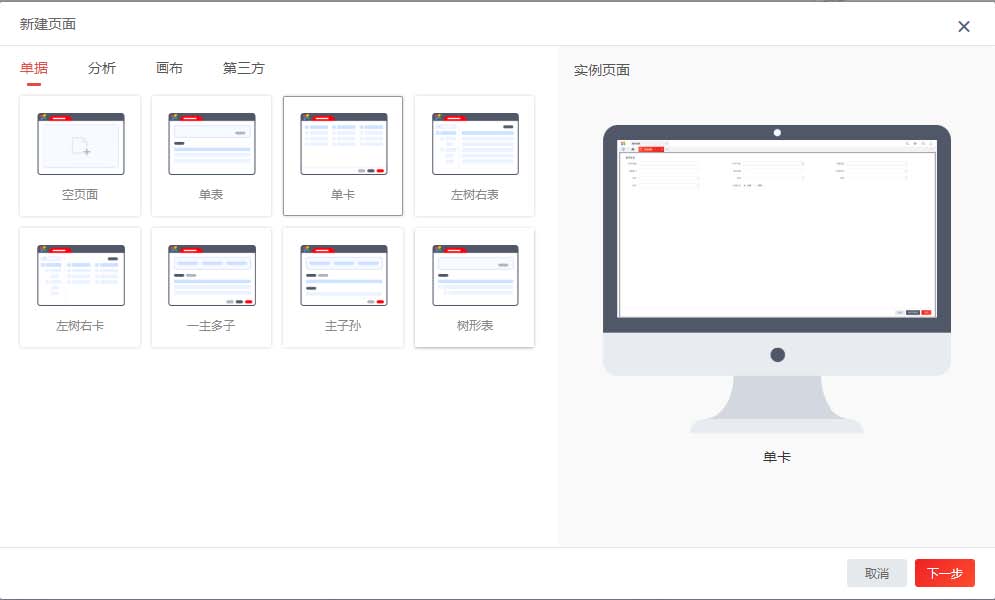 新建页面
单据 分析 画布 第三方
实例页面
空页面 单表 单卡 左树右表
左树右卡 一主多子 主子孙 树形表
单卡
取消 下一步